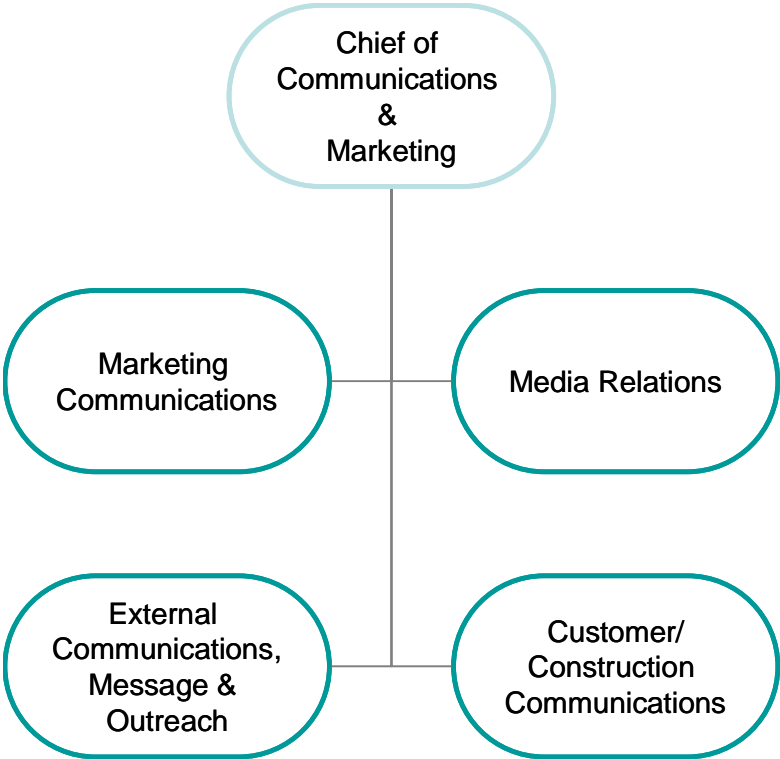 Chief of
Communications
&
Marketing
Marketing
Communications
Media Relations
External
Communications,
Message &
Outreach
Customer/
Construction
Communications